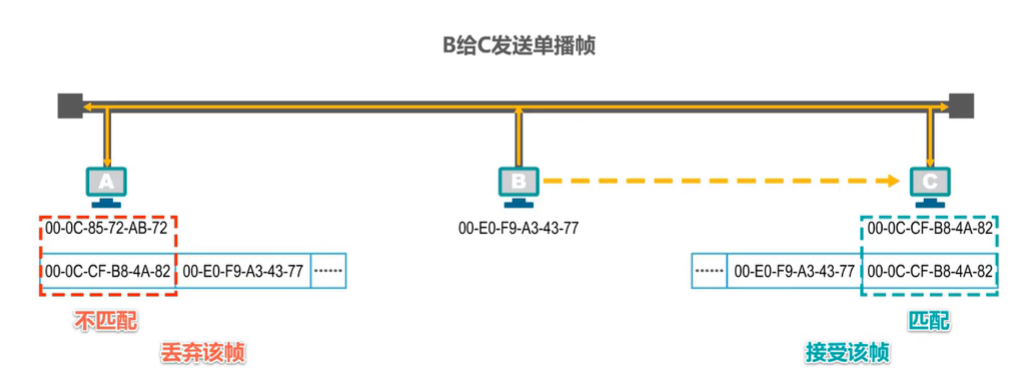 B给C发送单播帧
A
B
C
00-0C-85-72-AB-72
00-E0-F9-A3-43-77
00-0C-CF-B8-4A-82
00-0C-CF-B8-4A-82 00-E0-F9-A3-43-77 ······
······ 00-E0-F9-A3-43-77 00-0C-CF-B8-4A-82
不匹配
匹配
丢弃该帧
接受该帧